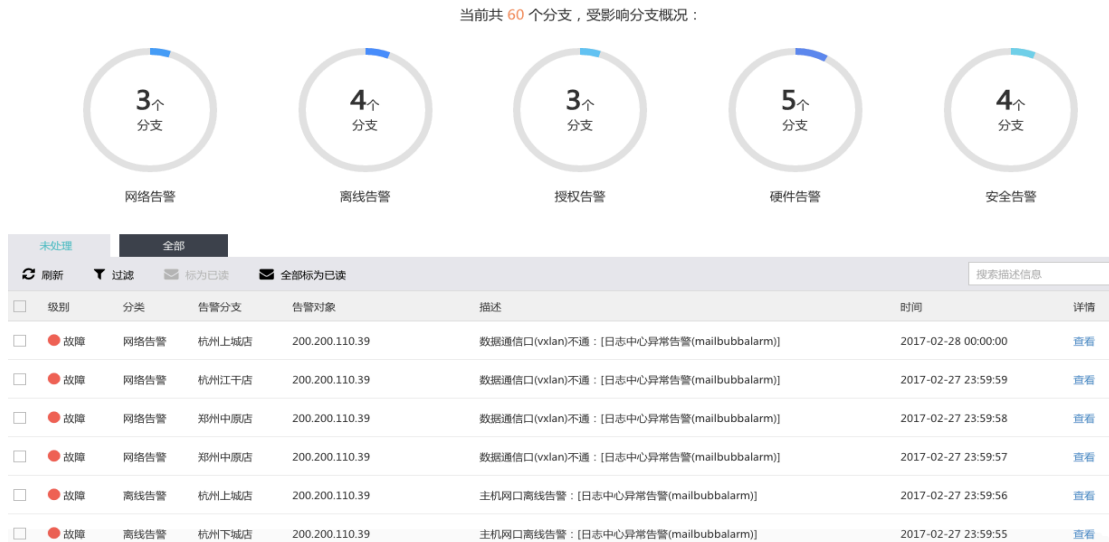 当前共 60 个分支，受影响分支概况：
3个 4个 3个 5个 4个
分支 分支 分支 分支 分支
网络告警 离线告警 授权告警 硬件告警 安全告警
未处理 全部
刷新 过滤 标为已读 全部标为已读 搜索描述信息
级别 分类 告警分支 告警对象 描述 时间 详情
故障 网络告警 杭州上城店 200.200.110.39 数据通信口(vxlan)不通：[日志中心异常告警(mailbubbalarm)] 2017-02-28 00:00:00 查看
故障 网络告警 杭州江干店 200.200.110.39 数据通信口(vxlan)不通：[日志中心异常告警(mailbubbalarm)] 2017-02-27 23:59:59 查看
故障 网络告警 郑州中原店 200.200.110.39 数据通信口(vxlan)不通：[日志中心异常告警(mailbubbalarm)] 2017-02-27 23:59:58 查看
故障 网络告警 郑州中原店 200.200.110.39 数据通信口(vxlan)不通：[日志中心异常告警(mailbubbalarm)] 2017-02-27 23:59:57 查看
故障 离线告警 杭州上城店 200.200.110.39 主机网口离线告警：[日志中心异常告警(mailbubbalarm)] 2017-02-27 23:59:56 查看
故障 离线告警 杭州下城店 200.200.110.39 主机网口离线告警：[日志中心异常告警(mailbubbalarm)] 2017-02-27 23:59:55 查看